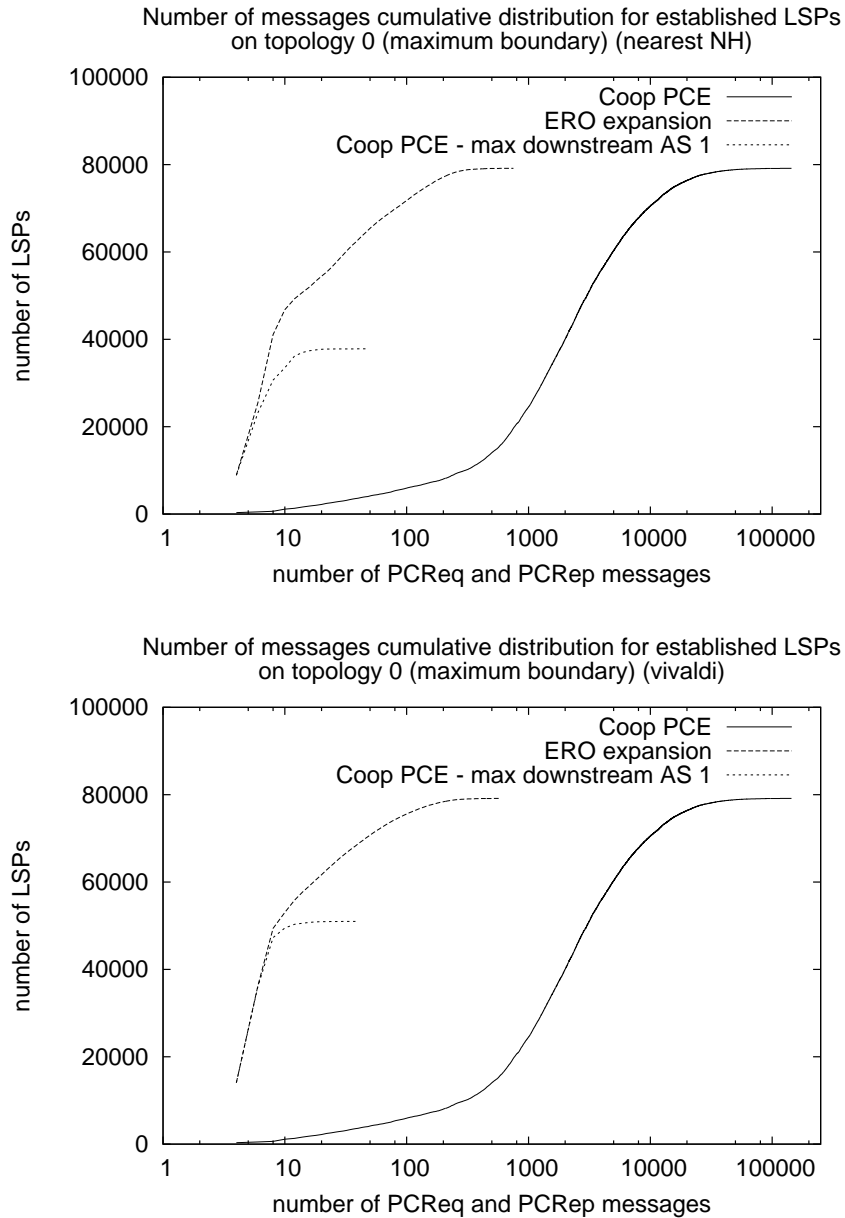 Number of messages cumulative distribution for established LSPs
on topology 0 (maximum boundary) (nearest NH)
100000
80000
60000
40000
20000
0
number of LSPs
Coop PCE
ERO expansion
Coop PCE - max downstream AS 1
1 10 100 1000 10000 100000
number of PCReq and PCRep messages
Number of messages cumulative distribution for established LSPs
on topology 0 (maximum boundary) (vivaldi)
100000
80000
60000
40000
20000
0
number of LSPs
Coop PCE
ERO expansion
Coop PCE - max downstream AS 1
1 10 100 1000 10000 100000
number of PCReq and PCRep messages